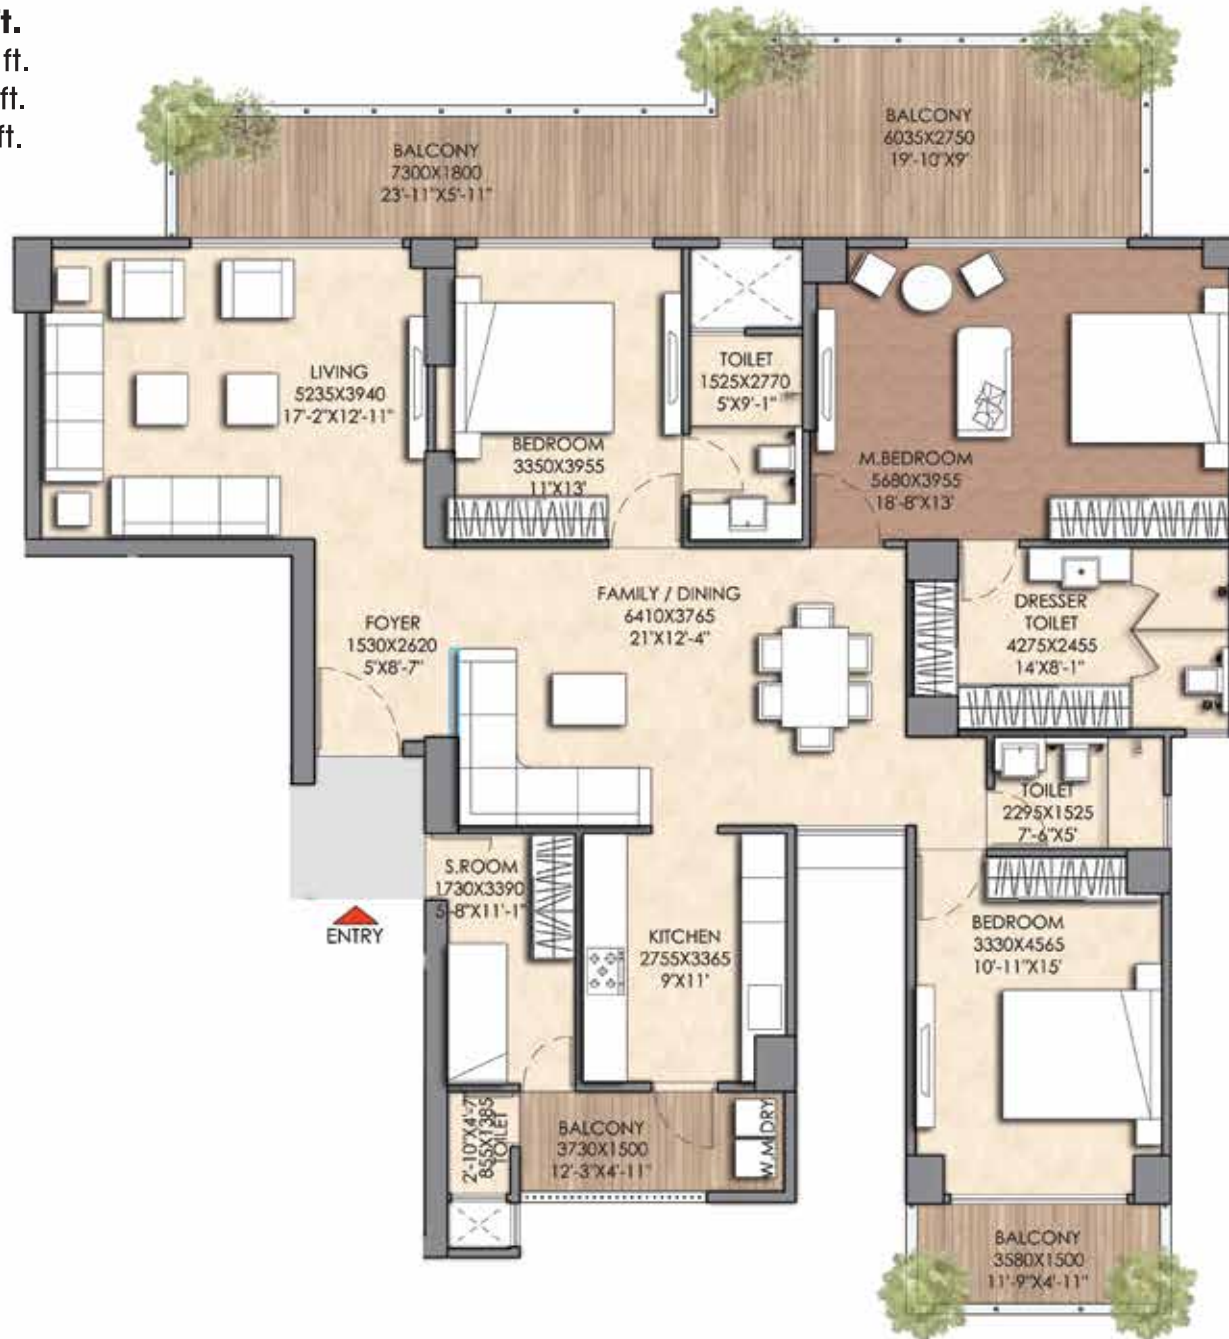 ft.
ft.
ft.
ft.
BALCONY
7300X1800
23'-11"X5'-11"
BALCONY
6035X2750
19'-10"X9'
LIVING
5235X3940
17'-2"X12'-11"
BEDROOM
3350X3955
11'X13'
TOILET
1525X2770
5'X9'-1"
M.BEDROOM
5680X3955
18'-8"X13'
FOYER
1530X2620
5'X8'-7"
FAMILY / DINING
6410X3765
21'X12'-4"
DRESSER
TOILET
4275X2455
14'X8'-1"
TOILET
2295X1525
7'-6"X5'
S.ROOM
1730X3390
5'-8"X11'-1"
ENTRY
KITCHEN
2755X3365
9'X11'
BEDROOM
3330X4565
10'-11"X15'
TOILET
855X1385
2'-10"X4'-7"
BALCONY
3730X1500
12'-3"X4'-11"
W.M/DRY
BALCONY
3580X1500
11'-9"X4'-11"